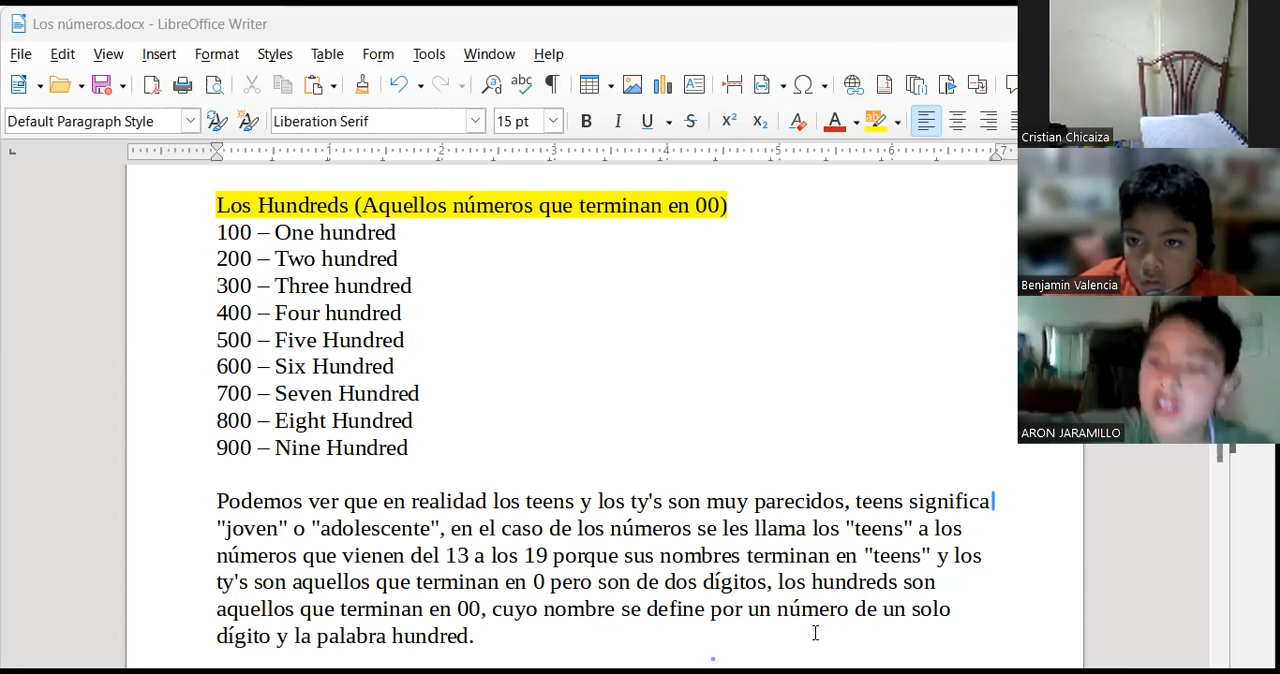 Los números.docx - LibreOffice Writer
File Edit View Insert Format Styles Table Form Tools Window Help
Default Paragraph Style Liberation Serif 15 pt
1 2 3 4 5 6 7
Los Hundreds (Aquellos números que terminan en 00)
100 – One hundred
200 – Two hundred
300 – Three hundred
400 – Four hundred
500 – Five Hundred
600 – Six Hundred
700 – Seven Hundred
800 – Eight Hundred
900 – Nine Hundred
Podemos ver que en realidad los teens y los ty's son muy parecidos, teens significa
"joven" o "adolescente", en el caso de los números se les llama los "teens" a los
números que vienen del 13 a los 19 porque sus nombres terminan en "teens" y los
ty's son aquellos que terminan en 0 pero son de dos dígitos, los hundreds son
aquellos que terminan en 00, cuyo nombre se define por un número de un solo
dígito y la palabra hundred.
Cristian Chicaiza
Benjamin Valencia
ARON JARAMILLO